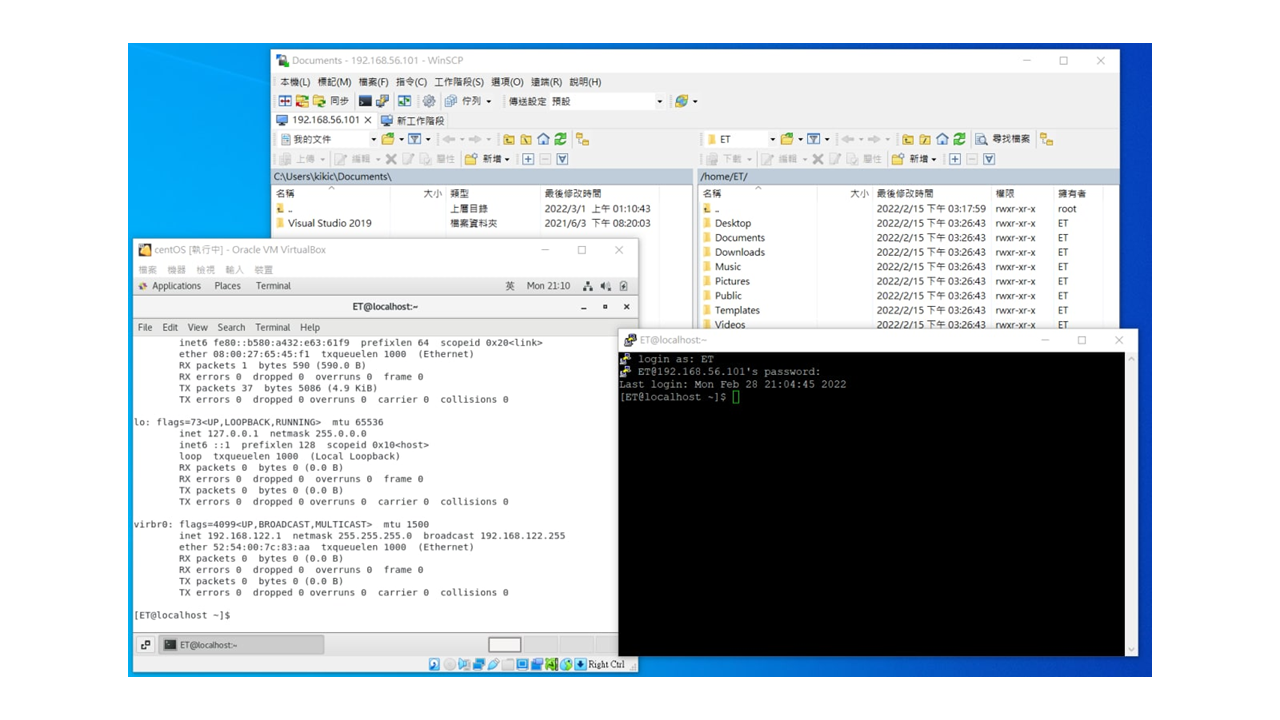 Documents - 192.168.56.101 - WinSCP
本機(L) 標記(M) 檔案(F) 指令(C) 工作階段(S) 選項(O) 遠端(R) 說明(H)
同步 佇列 傳送設定 預設
192.168.56.101 新工作階段
我的文件
上傳 編輯 屬性 新增
C:\Users\kikic\Documents\
名稱 大小 類型 最後修改時間
.. 上層目錄 2022/3/1 上午 01:10:43
Visual Studio 2019 檔案資料夾 2021/6/3 下午 08:20:03
ET 尋找檔案
下載 編輯 屬性 新增
/home/ET/
名稱 大小 最後修改時間 權限 擁有者
.. 2022/2/15 下午 03:17:59 rwxr-xr-x root
Desktop 2022/2/15 下午 03:26:43 rwxr-xr-x ET
Documents 2022/2/15 下午 03:26:43 rwxr-xr-x ET
Downloads 2022/2/15 下午 03:26:43 rwxr-xr-x ET
Music 2022/2/15 下午 03:26:43 rwxr-xr-x ET
Pictures 2022/2/15 下午 03:26:43 rwxr-xr-x ET
Public 2022/2/15 下午 03:26:43 rwxr-xr-x ET
Templates 2022/2/15 下午 03:26:43 rwxr-xr-x ET
Videos 2022/2/15 下午 03:26:43 rwxr-xr-x ET
centOS [執行中] - Oracle VM VirtualBox
檔案 機器 檢視 輸入 裝置
Applications Places Terminal 英 Mon 21:10
ET@localhost:~
File Edit View Search Terminal Help
inet6 fe80::b580:a432:e63:61f9 prefixlen 64 scopeid 0x20<link>
ether 08:00:27:65:45:f1 txqueuelen 1000 (Ethernet)
RX packets 1 bytes 590 (590.0 B)
RX errors 0 dropped 0 overruns 0 frame 0
TX packets 37 bytes 5086 (4.9 KiB)
TX errors 0 dropped 0 overruns 0 carrier 0 collisions 0
lo: flags=73<UP,LOOPBACK,RUNNING> mtu 65536
inet 127.0.0.1 netmask 255.0.0.0
inet6 ::1 prefixlen 128 scopeid 0x10<host>
loop txqueuelen 1000 (Local Loopback)
RX packets 0 bytes 0 (0.0 B)
RX errors 0 dropped 0 overruns 0 frame 0
TX packets 0 bytes 0 (0.0 B)
TX errors 0 dropped 0 overruns 0 carrier 0 collisions 0
virbr0: flags=4099<UP,BROADCAST,MULTICAST> mtu 1500
inet 192.168.122.1 netmask 255.255.255.0 broadcast 192.168.122.255
ether 52:54:00:7c:83:aa txqueuelen 1000 (Ethernet)
RX packets 0 bytes 0 (0.0 B)
RX errors 0 dropped 0 overruns 0 frame 0
TX packets 0 bytes 0 (0.0 B)
TX errors 0 dropped 0 overruns 0 carrier 0 collisions 0
[ET@localhost ~]$
ET@localhost:~
Right Ctrl
ET@localhost:~
login as: ET
ET@192.168.56.101's password:
Last login: Mon Feb 28 21:04:45 2022
[ET@localhost ~]$